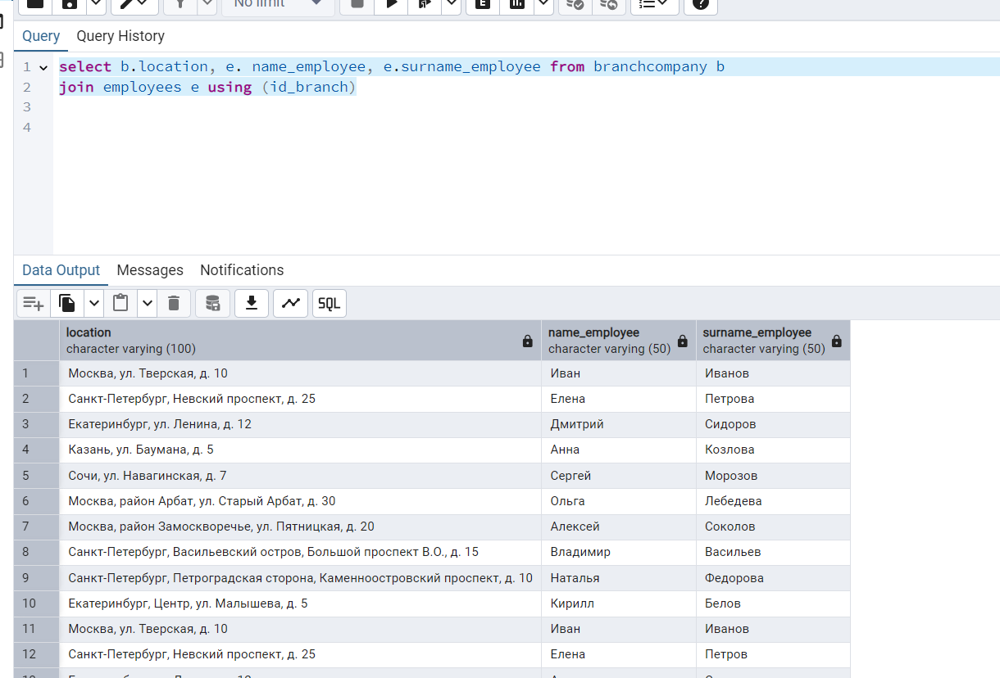 No limit
Query Query History
1 select b.location, e. name_employee, e.surname_employee from branchcompany b
2 join employees e using (id_branch)
3
4
Data Output Messages Notifications
SQL
location name_employee surname_employee
character varying (100) character varying (50) character varying (50)
1 Москва, ул. Тверская, д. 10 Иван Иванов
2 Санкт-Петербург, Невский проспект, д. 25 Елена Петрова
3 Екатеринбург, ул. Ленина, д. 12 Дмитрий Сидоров
4 Казань, ул. Баумана, д. 5 Анна Козлова
5 Сочи, ул. Навагинская, д. 7 Сергей Морозов
6 Москва, район Арбат, ул. Старый Арбат, д. 30 Ольга Лебедева
7 Москва, район Замоскворечье, ул. Пятницкая, д. 20 Алексей Соколов
8 Санкт-Петербург, Васильевский остров, Большой проспект В.О., д. 15 Владимир Васильев
9 Санкт-Петербург, Петроградская сторона, Каменноостровский проспект, д. 10 Наталья Федорова
10 Екатеринбург, Центр, ул. Малышева, д. 5 Кирилл Белов
11 Москва, ул. Тверская, д. 10 Иван Иванов
12 Санкт-Петербург, Невский проспект, д. 25 Елена Петров